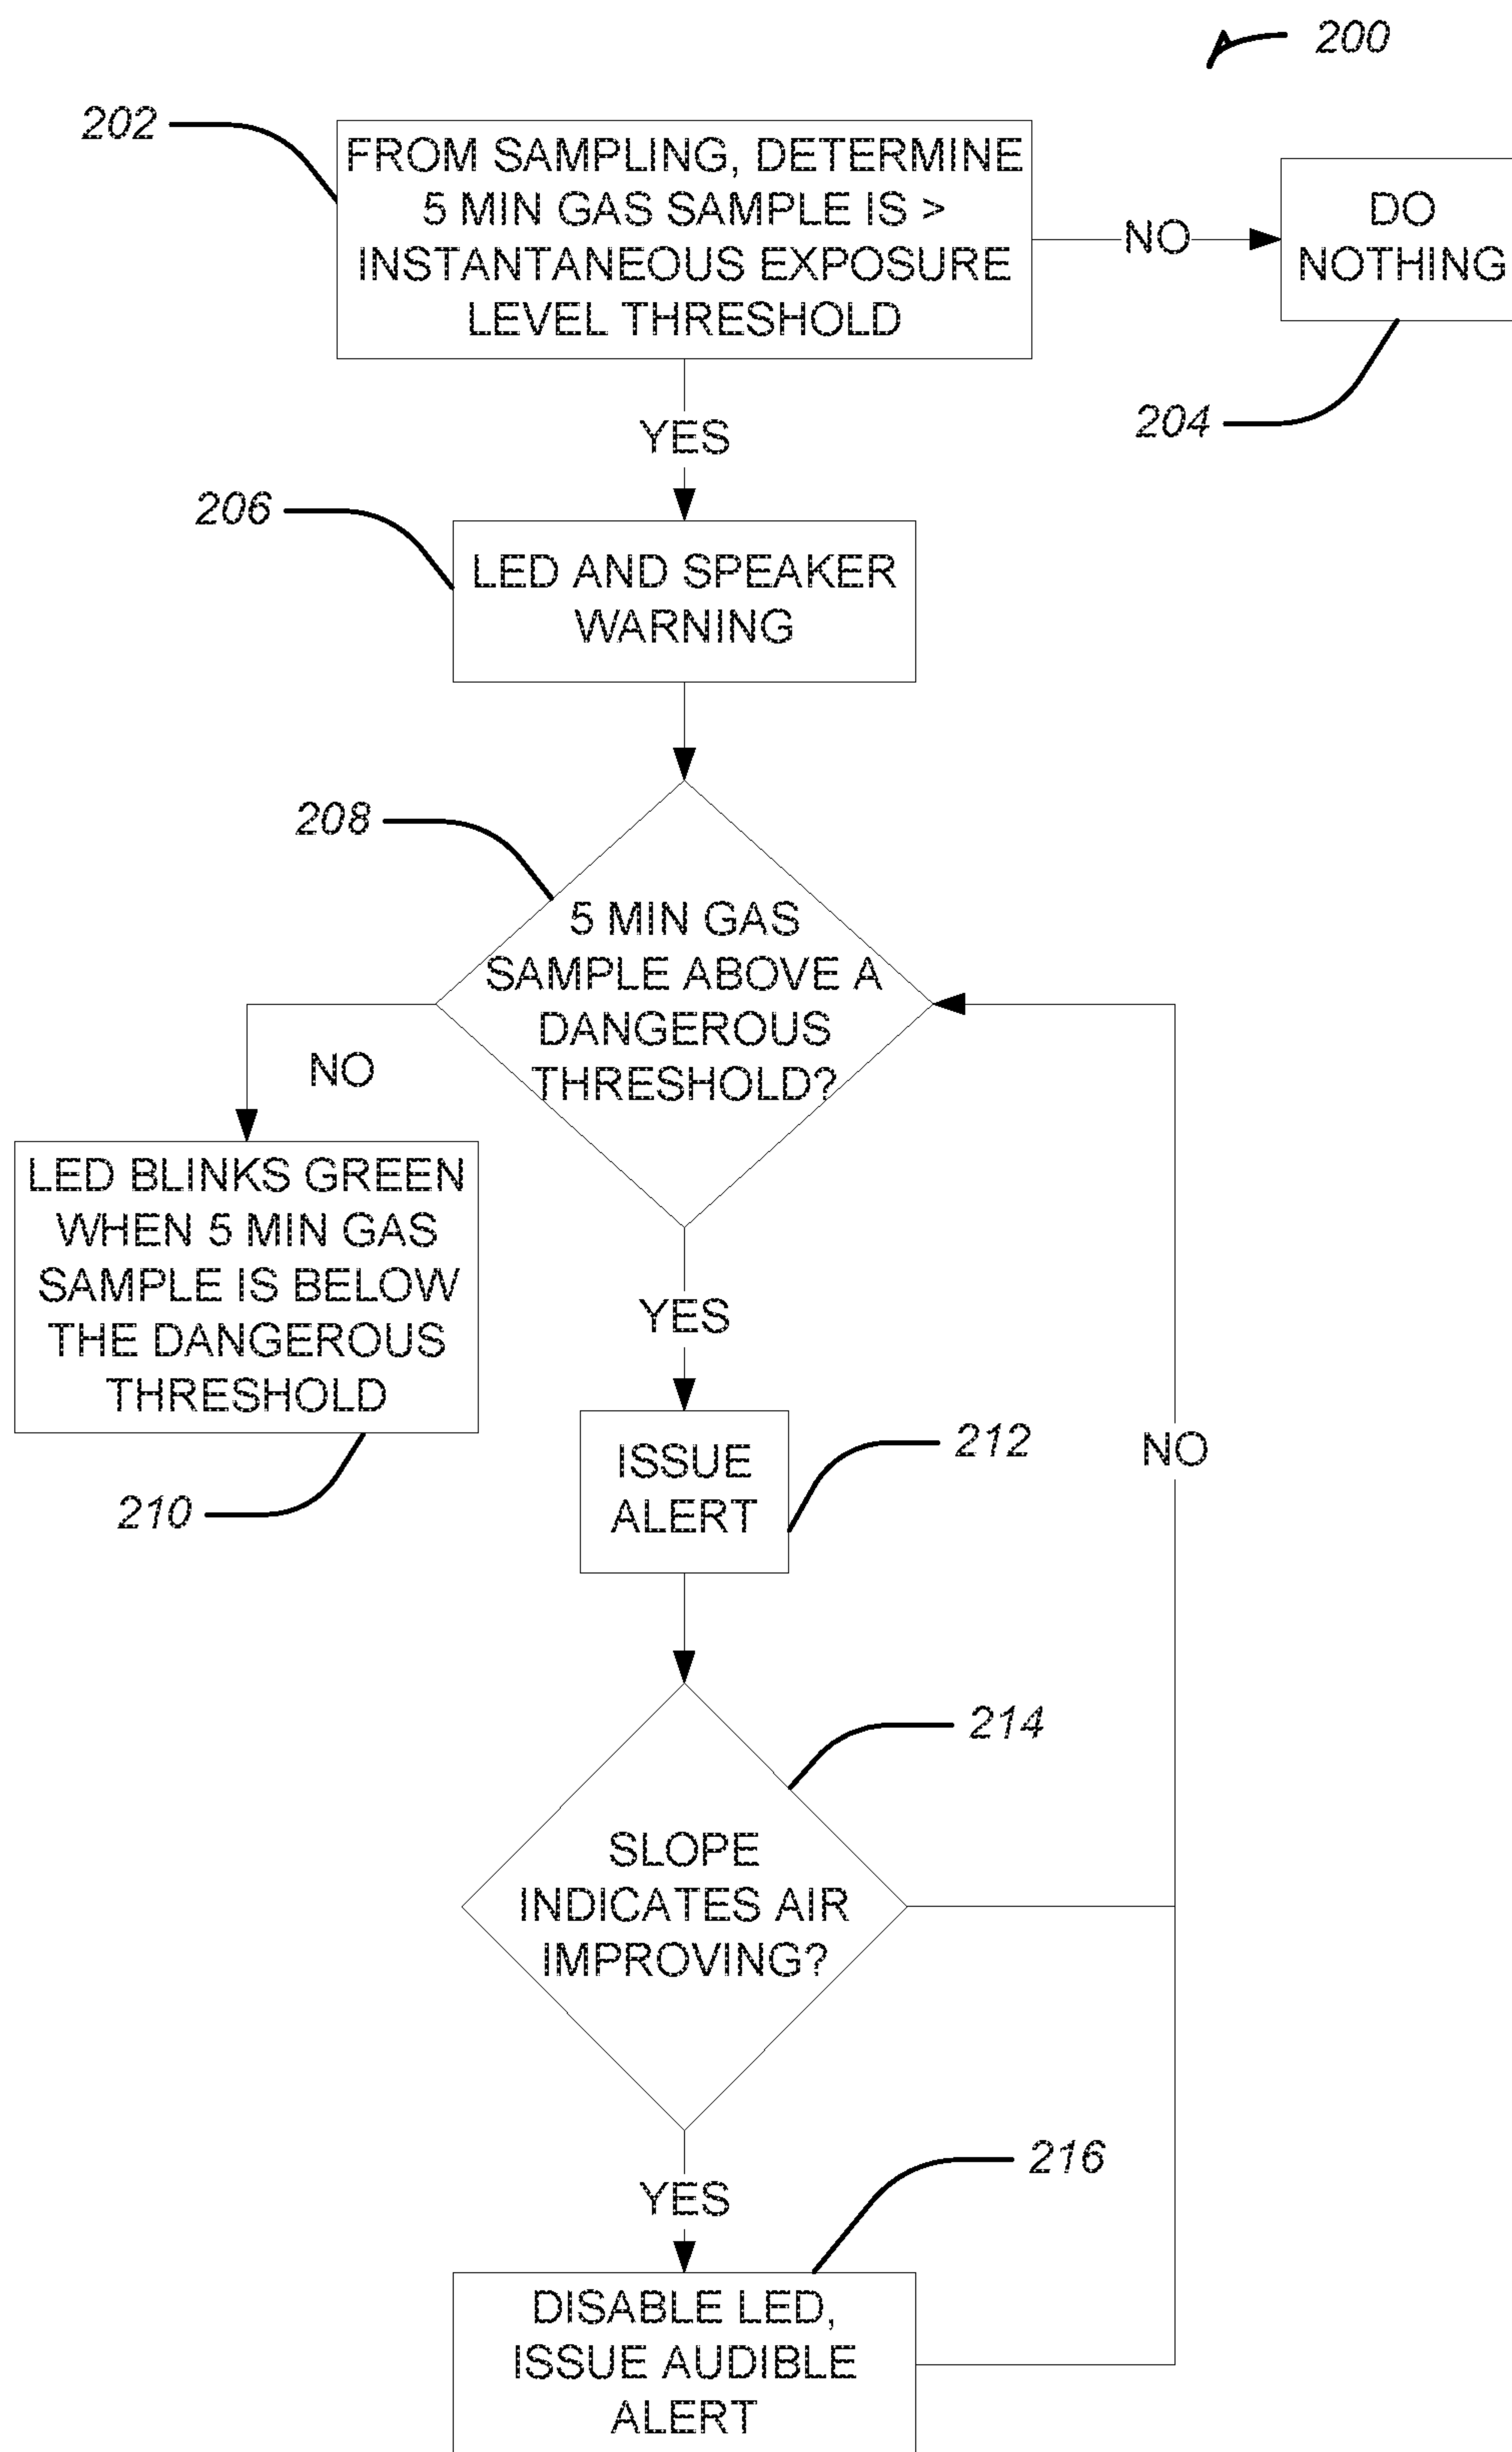 200
202
FROM SAMPLING, DETERMINE
5 MIN GAS SAMPLE IS >
INSTANTANEOUS EXPOSURE
LEVEL THRESHOLD
NO
DO
NOTHING
204
YES
206
LED AND SPEAKER
WARNING
208
5 MIN GAS
SAMPLE ABOVE A
DANGEROUS
THRESHOLD?
NO
LED BLINKS GREEN
WHEN 5 MIN GAS
SAMPLE IS BELOW
THE DANGEROUS
THRESHOLD
210
YES
ISSUE
ALERT
212
NO
214
SLOPE
INDICATES AIR
IMPROVING?
YES
216
DISABLE LED,
ISSUE AUDIBLE
ALERT